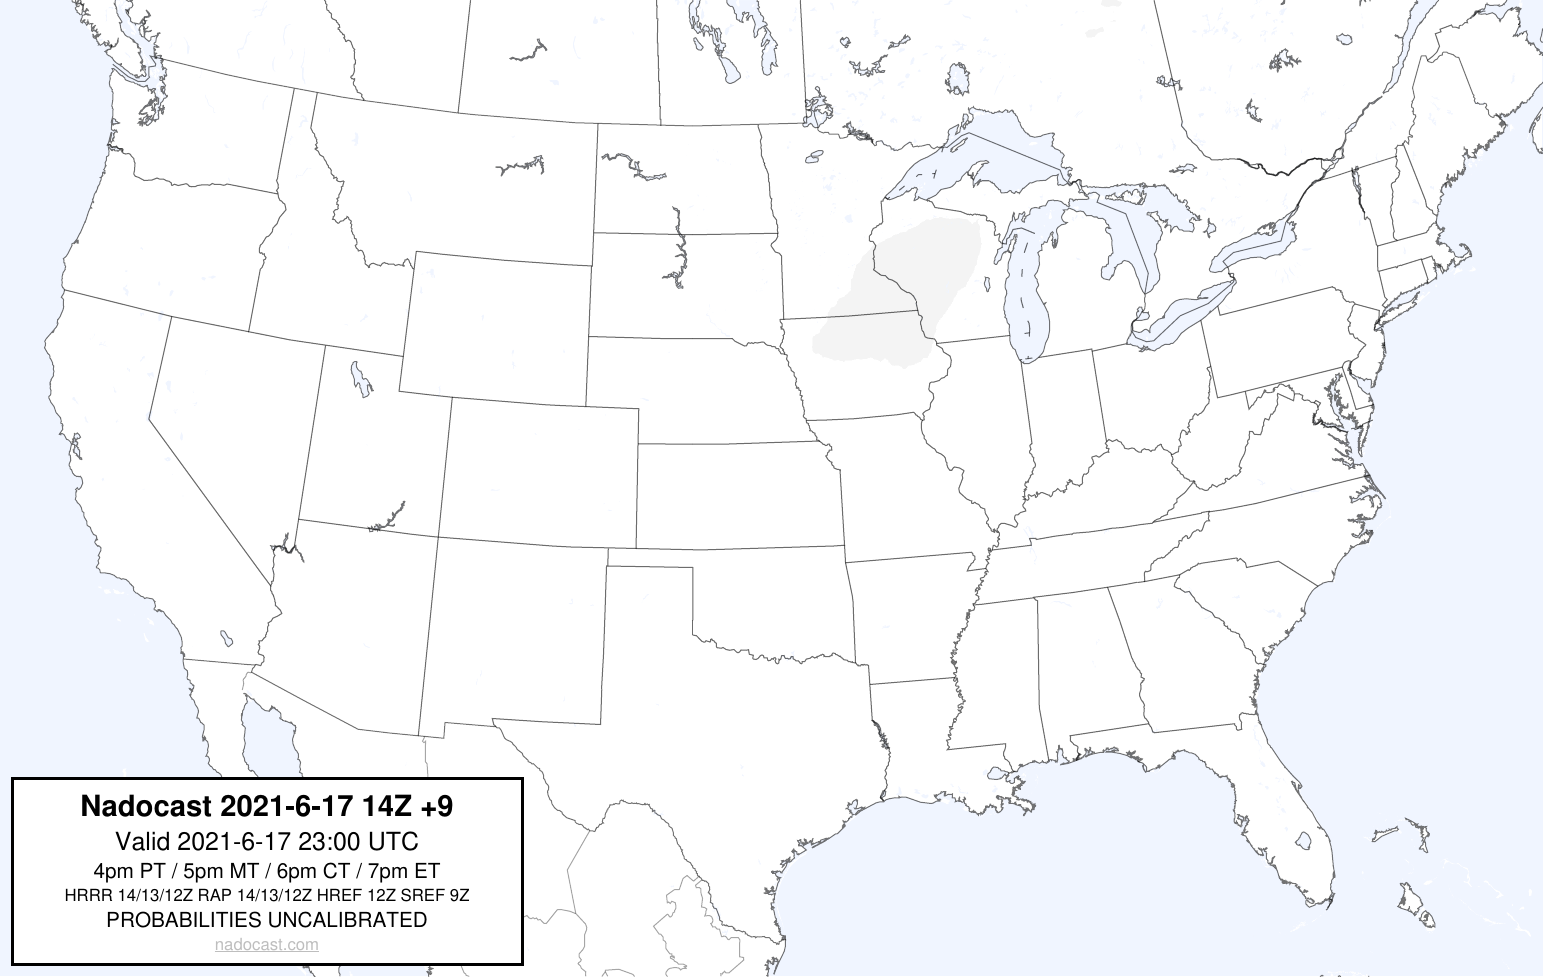 Nadocast 2021-6-17 14Z +9
Valid 2021-6-17 23:00 UTC
4pm PT / 5pm MT / 6pm CT / 7pm ET
HRRR 14/13/12Z RAP 14/13/12Z HREF 12Z SREF 9Z
PROBABILITIES UNCALIBRATED
nadocast.com